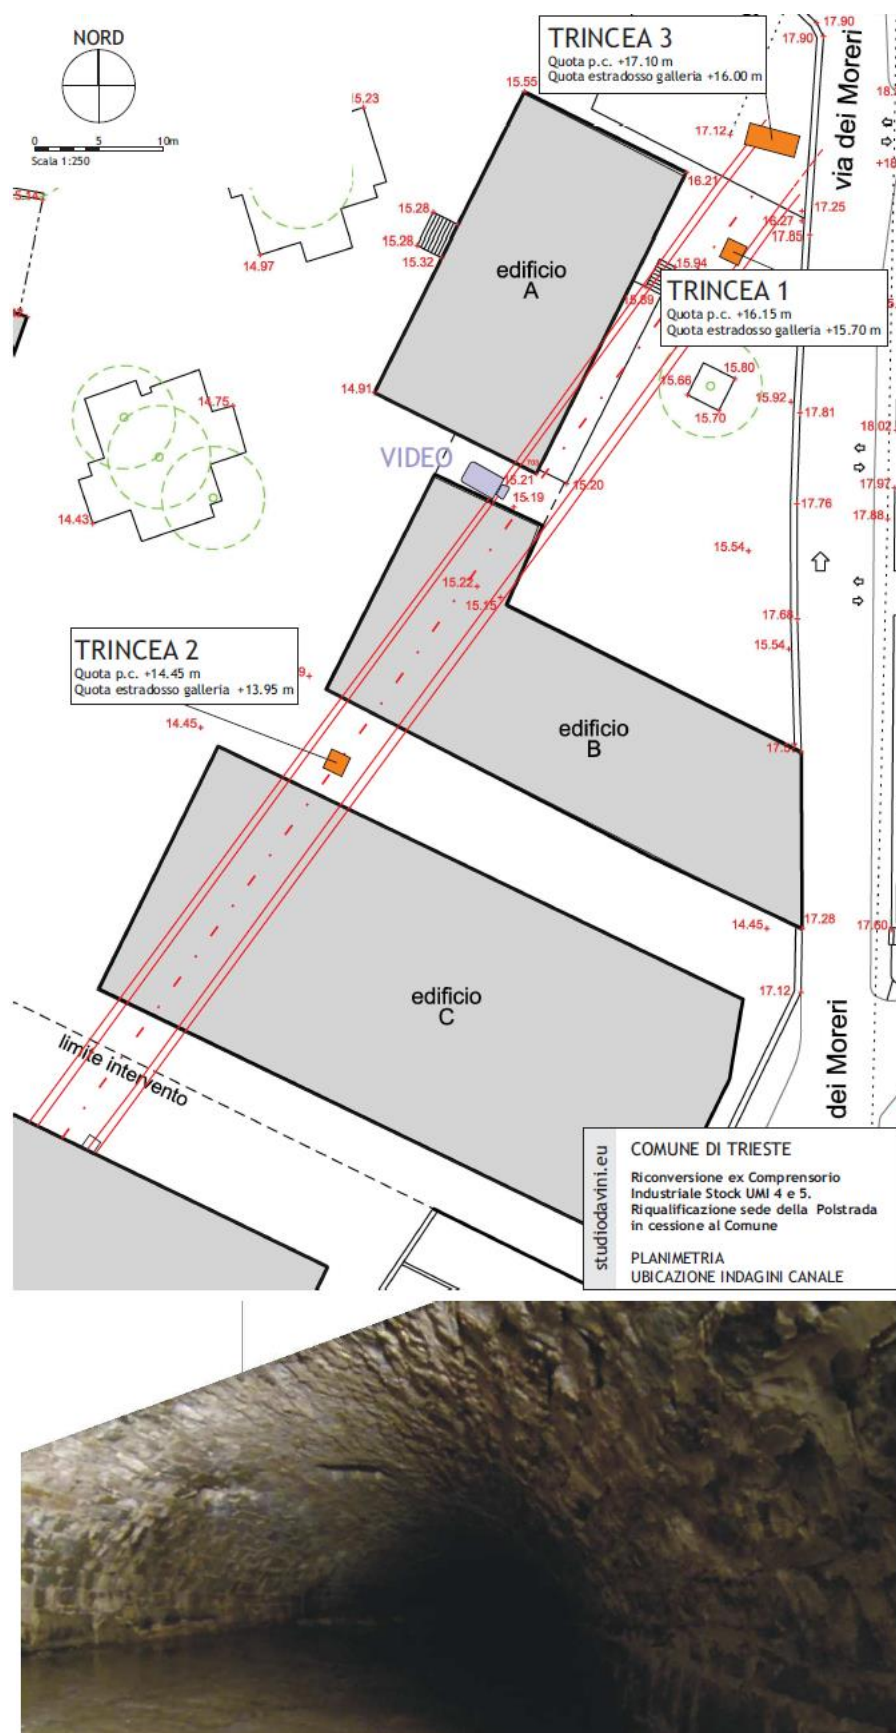 NORD
0 5 10m
Scala 1:250
TRINCEA 3
Quota p.c. +17.10 m
Quota estradosso galleria +16.00 m
17.90
17.90
via dei Moreri
15.23
15.55
17.12
16.21
15.28
15.28
15.32
14.97
17.25
16.27
17.85
edificio
A
15.94
15.89
TRINCEA 1
Quota p.c. +16.15 m
Quota estradosso galleria +15.70 m
15.66
15.80
15.70
15.92
17.81
14.91
14.75
14.43
18.02
VIDEO
15.21
15.20
15.19
17.97
17.88
17.76
15.54
15.22
15.15
17.68
15.54
TRINCEA 2
Quota p.c. +14.45 m
Quota estradosso galleria +13.95 m
14.45
edificio
B
14.45
17.28
17.60
17.12
edificio
C
limite intervento
dei Moreri
studiodavini.eu
COMUNE DI TRIESTE
Riconversione ex Comprensorio
Industriale Stock UMI 4 e 5.
Riqualificazione sede della Polstrada
in cessione al Comune
PLANIMETRIA
UBICAZIONE INDAGINI CANALE